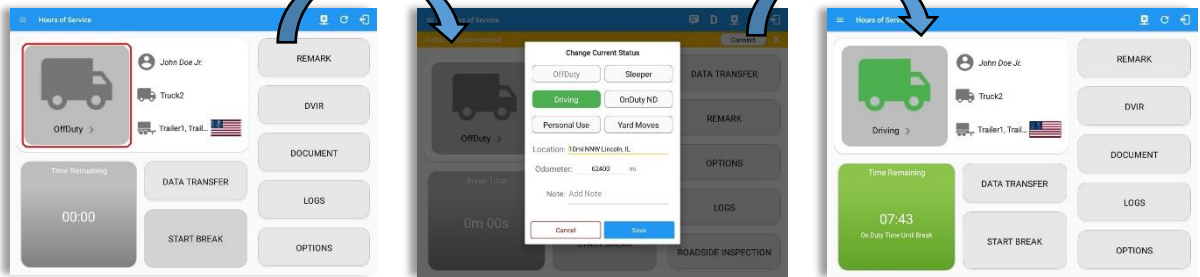 Hours of Service
John Doe Jr.
Truck2
Trailer1, Trail...
OffDuty >
REMARK
DVIR
DOCUMENT
LOGS
OPTIONS
Time Remaining
00:00
DATA TRANSFER
START BREAK
Hours of Service
D
Connect X
Change Current Status
OffDuty Sleeper
Driving OnDuty ND
Personal Use Yard Moves
Location: 10mi NNW Lincoln, IL
Odometer: 62400 mi
Note: Add Note
Cancel Save
OffDuty >
Break Time
0m 00s
DATA TRANSFER
REMARK
OPTIONS
LOGS
ROADSIDE INSPECTION
Hours of
John Doe Jr.
Truck2
Trailer1, Trail...
Driving >
REMARK
DVIR
DOCUMENT
LOGS
OPTIONS
Time Remaining
07:43
On Duty Time Until Break
DATA TRANSFER
START BREAK